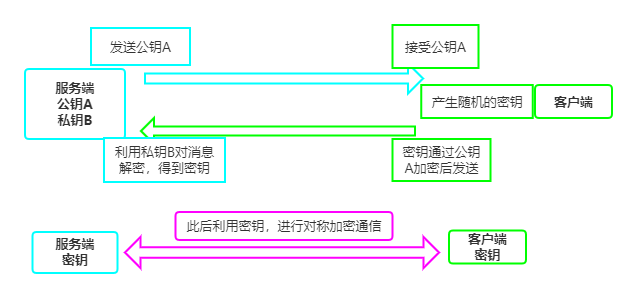 发送公钥A
接受公钥A
服务端
公钥A
私钥B
产生随机的密钥
客户端
利用私钥B对消息
解密，得到密钥
密钥通过公钥
A加密后发送
此后利用密钥，进行对称加密通信
服务端
密钥
客户端
密钥